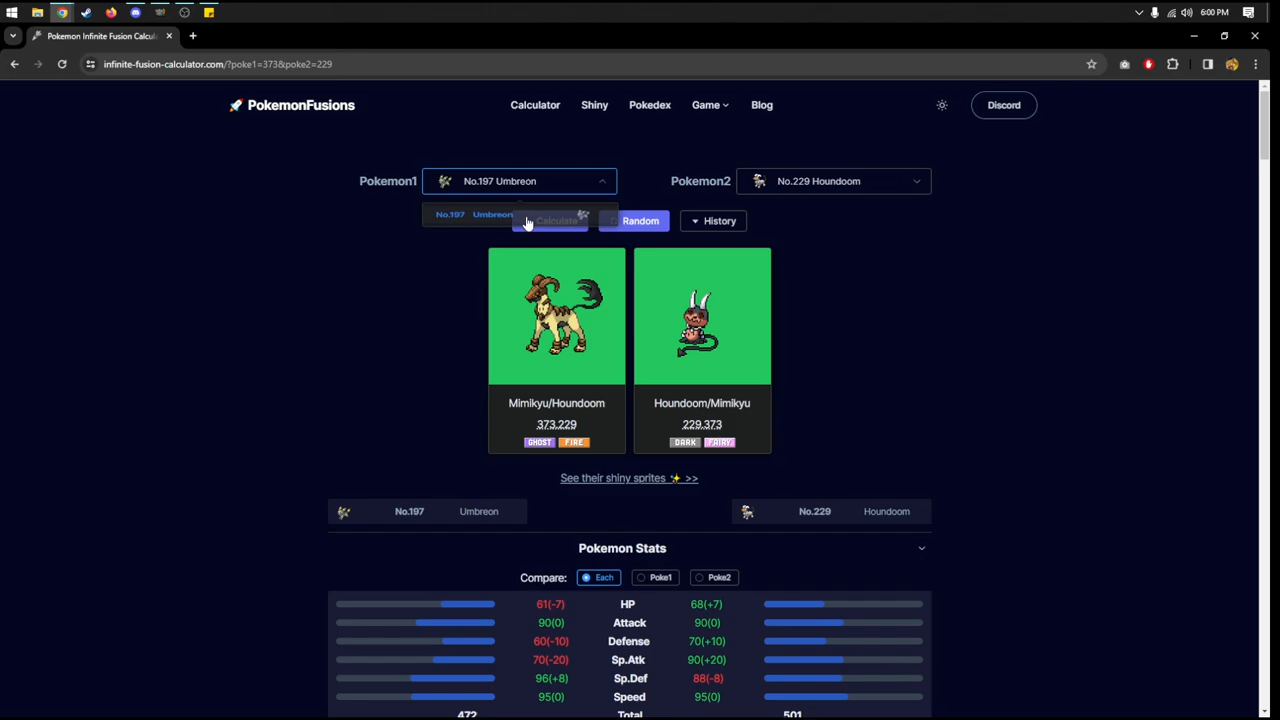 6:00 PM
Pokemon Infinite Fusion Calcul
infinite-fusion-calculator.com/?poke1=373&poke2=229
PokemonFusions
Calculator
Shiny
Pokedex
Game
Blog
Discord
Pokemon1
No.197 Umbreon
Pokemon2
No.229 Houndoom
No.197 Umbreon
Calculate
Random
History
Mimikyu/Houndoom
373.229
GHOST FIRE
Houndoom/Mimikyu
229.373
DARK FAIRY
See their shiny sprites ✨ >>
No.197 Umbreon
No.229 Houndoom
Pokemon Stats
Compare: Each Poke1 Poke2
61(-7) HP 68(+7)
90(0) Attack 90(0)
60(-10) Defense 70(+10)
70(-20) Sp.Atk 90(+20)
96(+8) Sp.Def 88(-8)
95(0) Speed 95(0)
472 Total 501